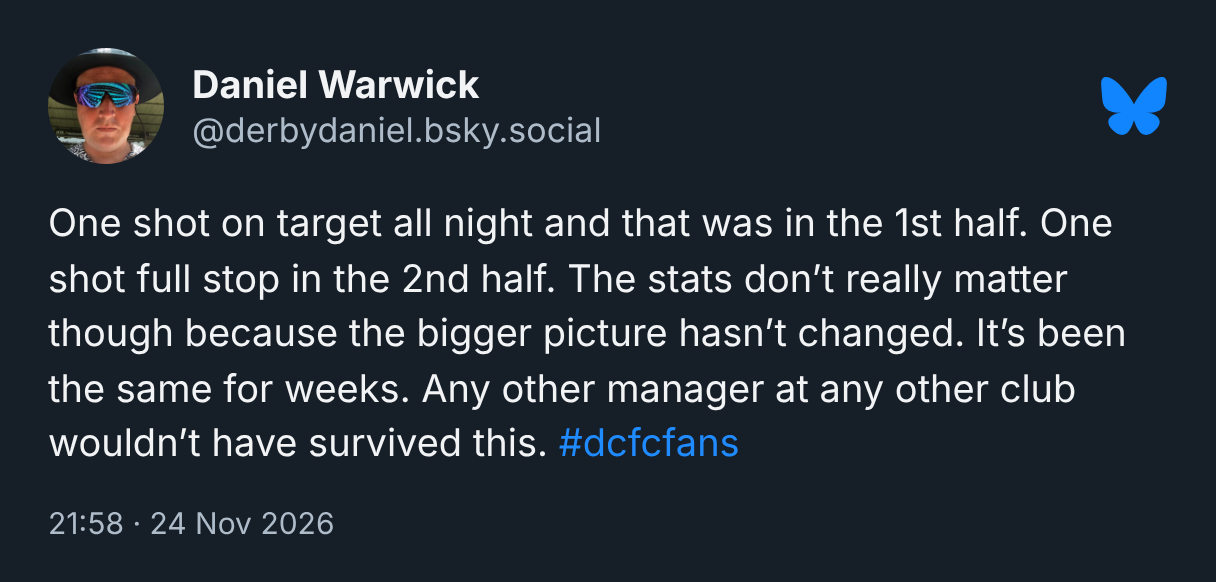 Daniel Warwick
@derbydaniel.bsky.social
One shot on target all night and that was in the 1st half. One
shot full stop in the 2nd half. The stats don’t really matter
though because the bigger picture hasn’t changed. It’s been
the same for weeks. Any other manager at any other club
wouldn’t have survived this. #dcfcfans
21:58 · 24 Nov 2026